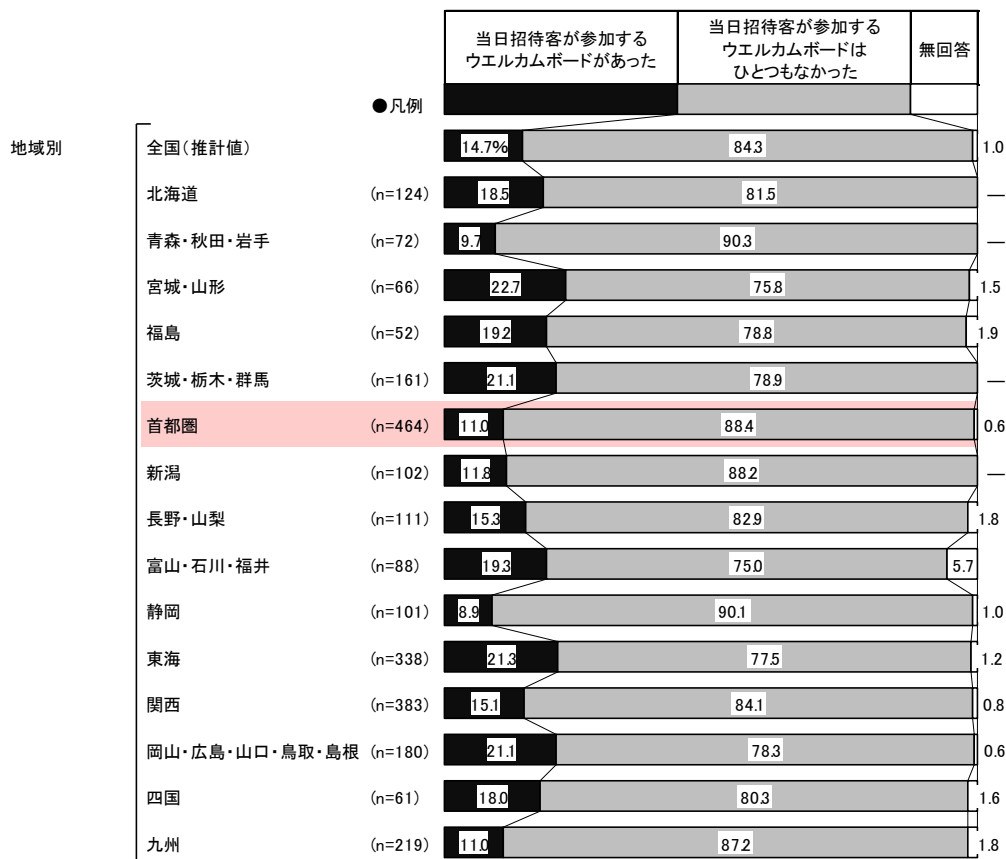 当日招待客が参加する
ウエルカムボードがあった
当日招待客が参加する
ウエルカムボードは
ひとつもなかった
無回答
●凡例
地域別
全国(推計値) 14.7% 84.3 1.0
北海道 (n=124) 18.5 81.5 —
青森・秋田・岩手 (n=72) 9.7 90.3 —
宮城・山形 (n=66) 22.7 75.8 1.5
福島 (n=52) 19.2 78.8 1.9
茨城・栃木・群馬 (n=161) 21.1 78.9 —
首都圏 (n=464) 11.0 88.4 0.6
新潟 (n=102) 11.8 88.2 —
長野・山梨 (n=111) 15.3 82.9 1.8
富山・石川・福井 (n=88) 19.3 75.0 5.7
静岡 (n=101) 8.9 90.1 1.0
東海 (n=338) 21.3 77.5 1.2
関西 (n=383) 15.1 84.1 0.8
岡山・広島・山口・鳥取・島根 (n=180) 21.1 78.3 0.6
四国 (n=61) 18.0 80.3 1.6
九州 (n=219) 11.0 87.2 1.8